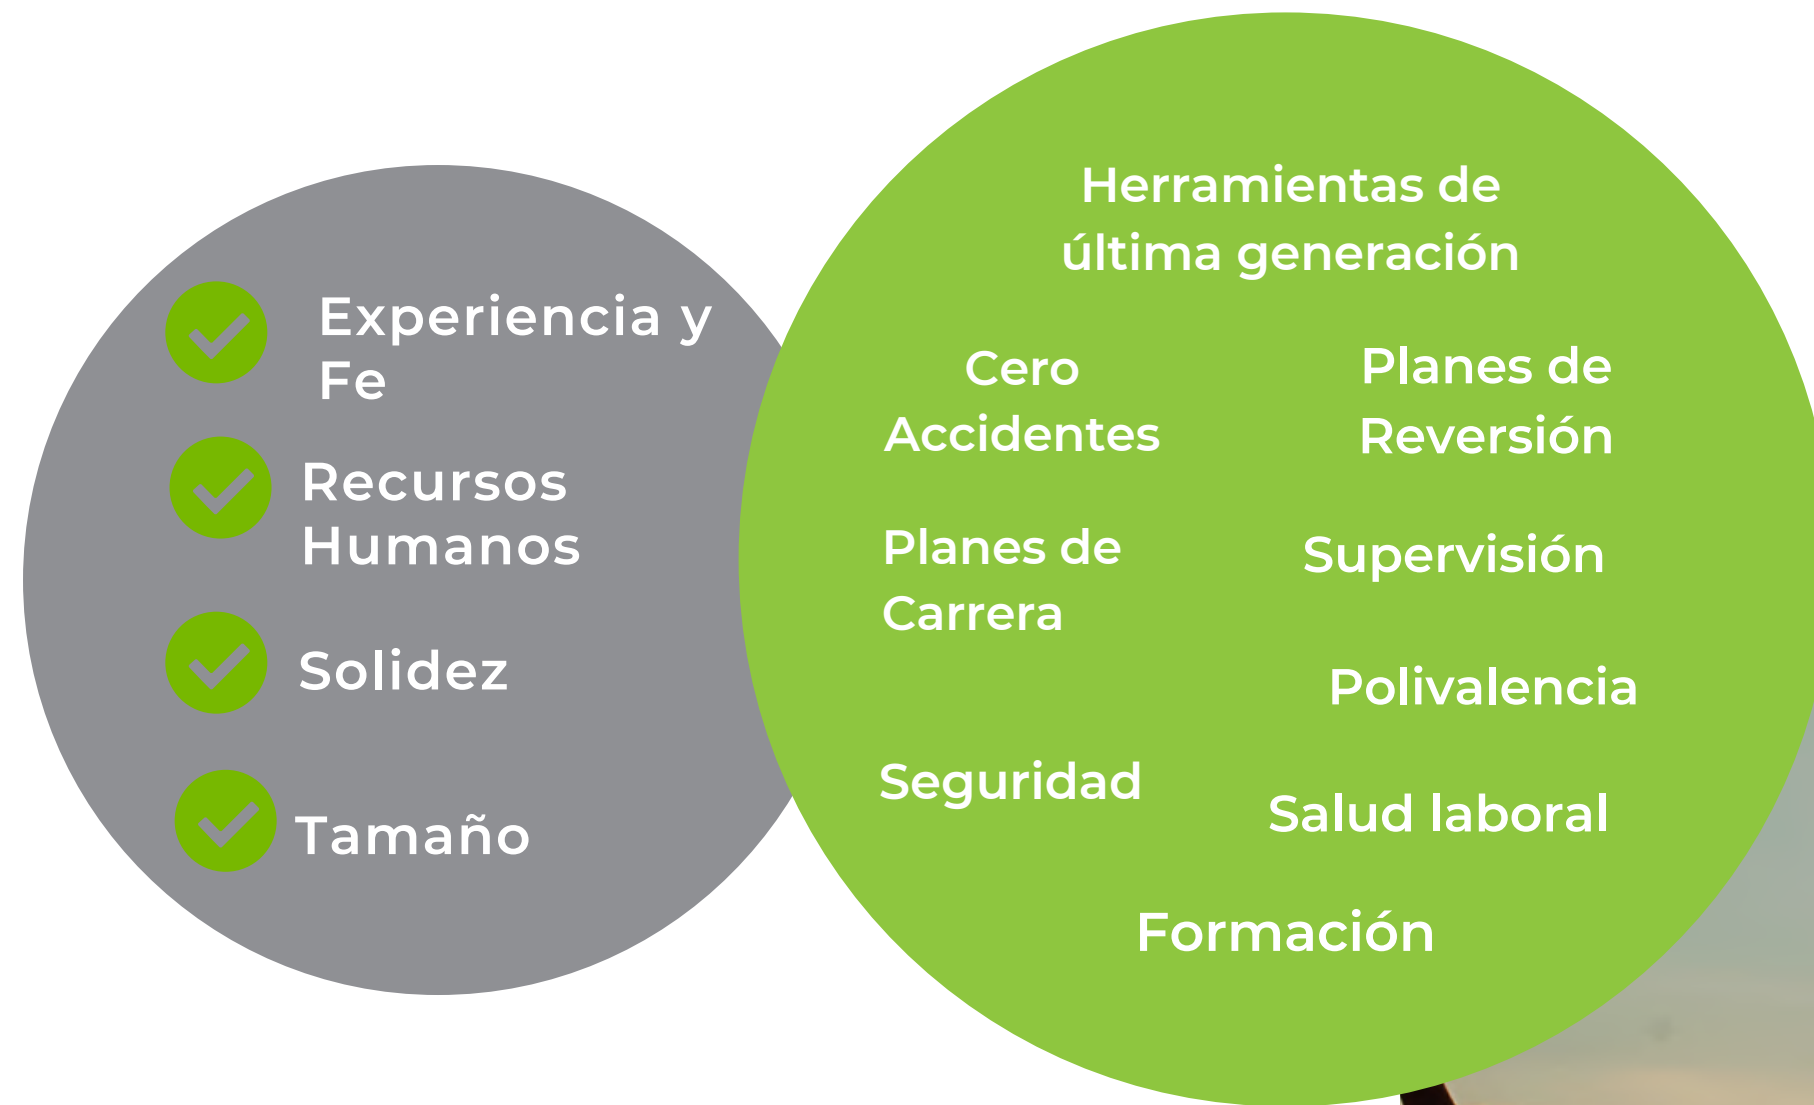 Experiencia y
Fe
Recursos
Humanos
Solidez
Tamaño
Herramientas de
última generación
Cero
Accidentes
Planes de
Reversión
Planes de
Carrera
Supervisión
Polivalencia
Seguridad
Salud laboral
Formación